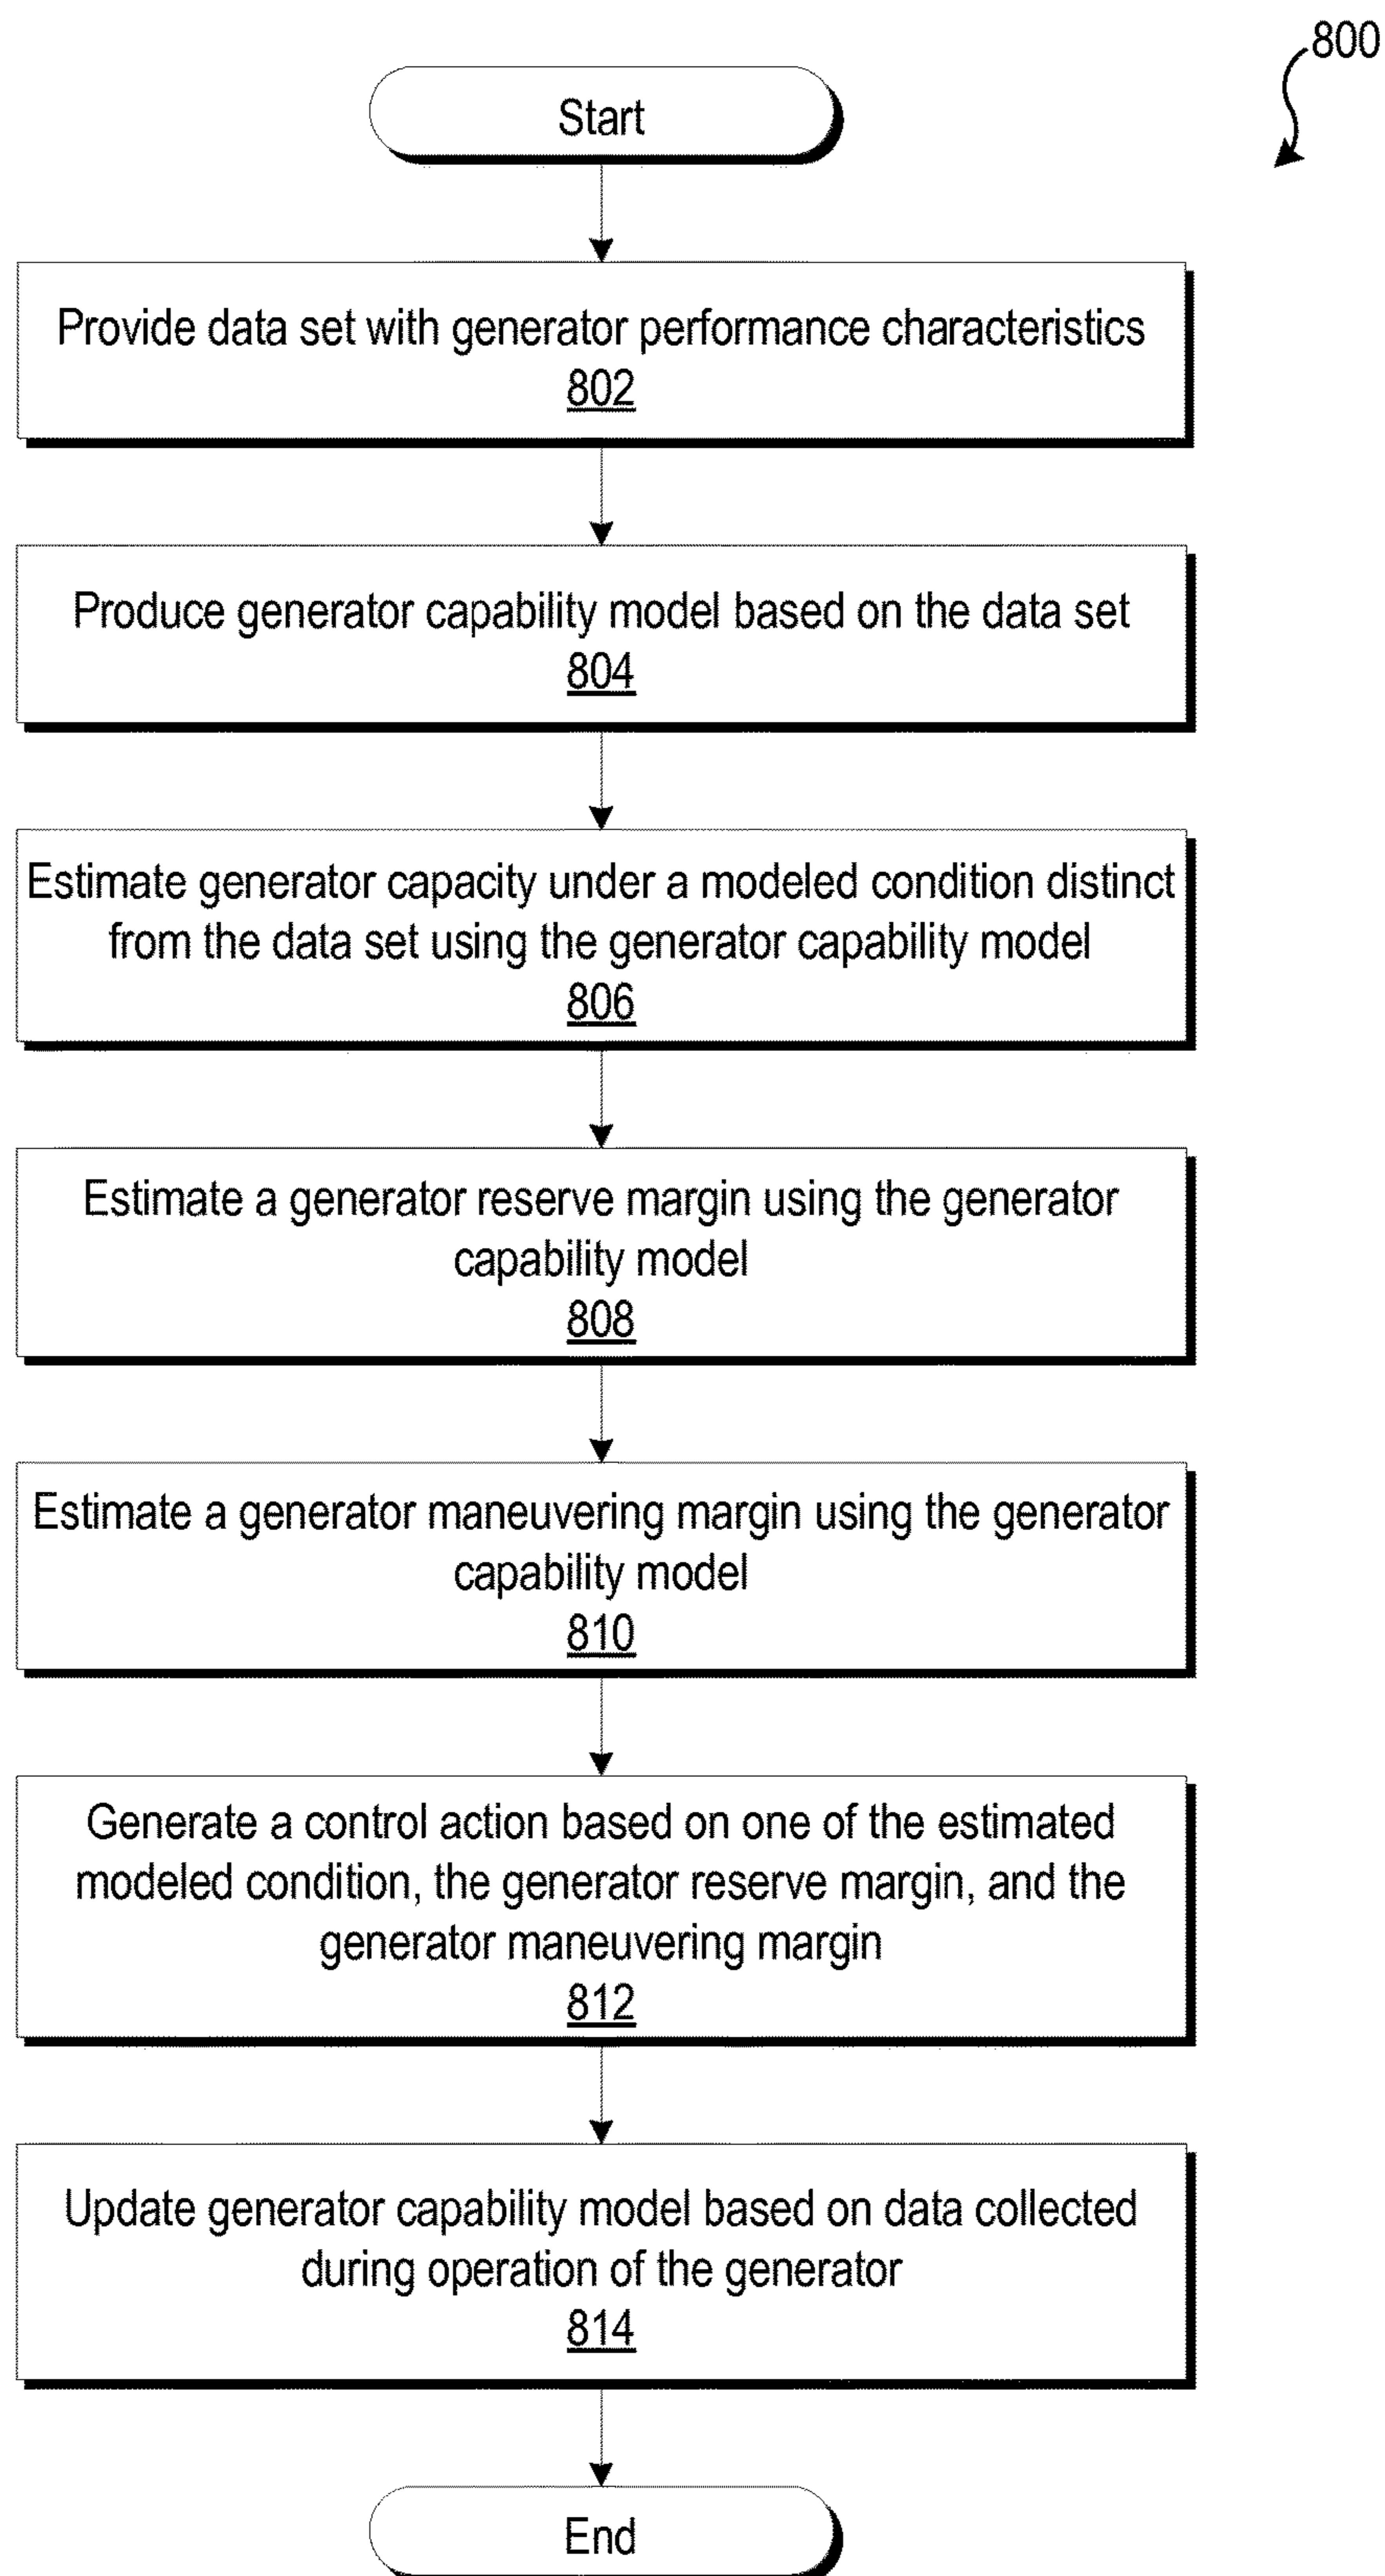 800
Start
Provide data set with generator performance characteristics
802
Produce generator capability model based on the data set
804
Estimate generator capacity under a modeled condition distinct
from the data set using the generator capability model
806
Estimate a generator reserve margin using the generator
capability model
808
Estimate a generator maneuvering margin using the generator
capability model
810
Generate a control action based on one of the estimated
modeled condition, the generator reserve margin, and the
generator maneuvering margin
812
Update generator capability model based on data collected
during operation of the generator
814
End